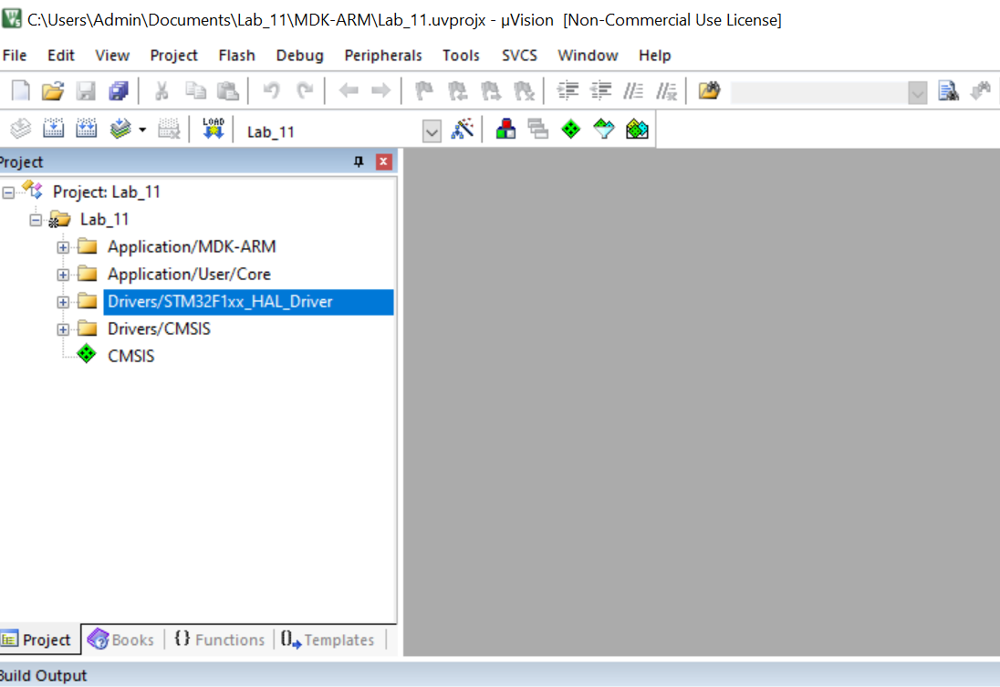 C:\Users\Admin\Documents\Lab_11\MDK-ARM\Lab_11.uvprojx - µVision [Non-Commercial Use License]
File Edit View Project Flash Debug Peripherals Tools SVCS Window Help
LOAD
Lab_11
Project
Project: Lab_11
Lab_11
Application/MDK-ARM
Application/User/Core
Drivers/STM32F1xx_HAL_Driver
Drivers/CMSIS
CMSIS
Project Books {} Functions Templates
Build Output